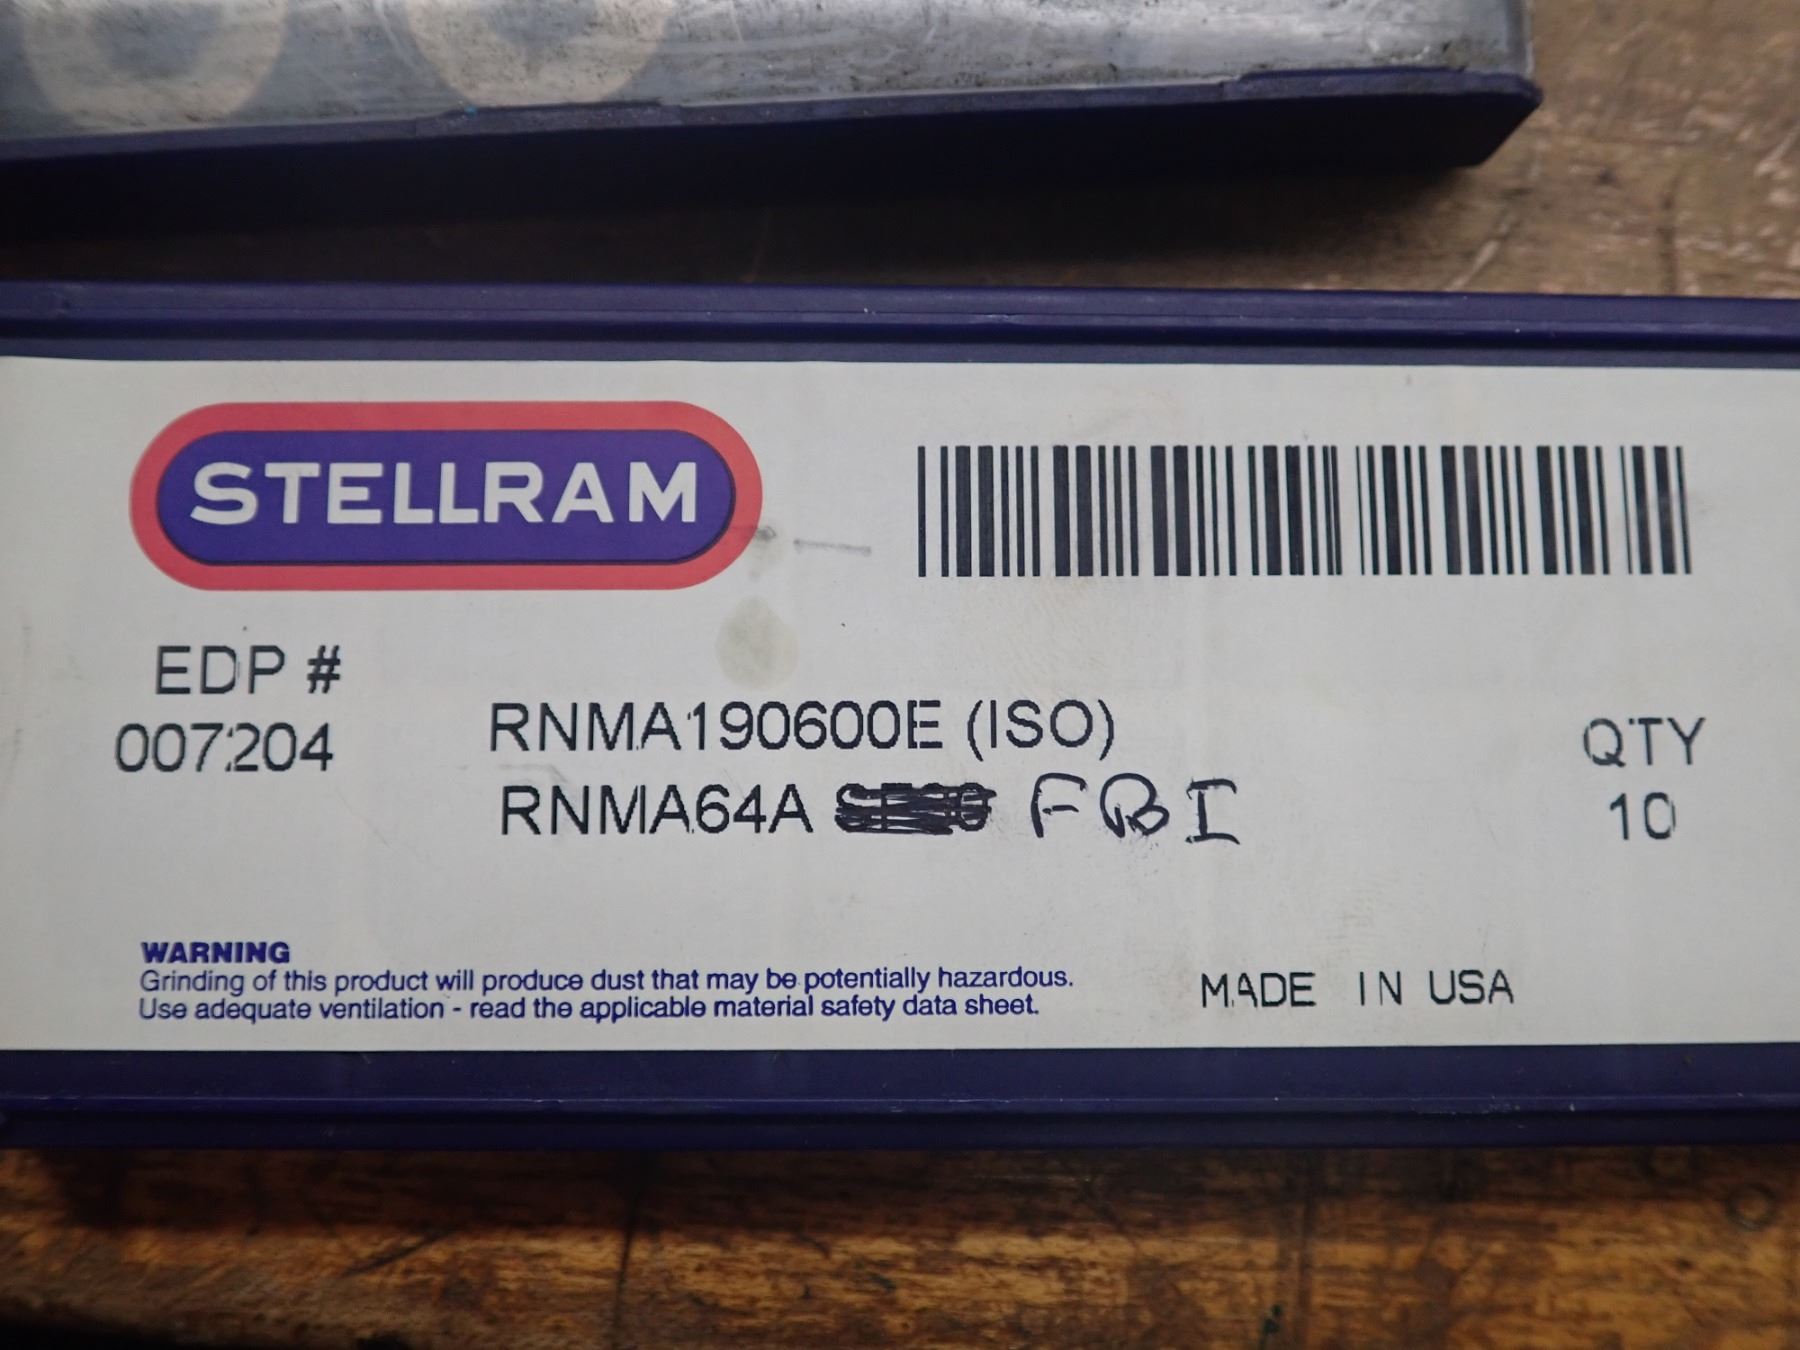 STELLRAM
EDP #
007204
RNMA190600E (ISO)
RNMA64A FBI
QTY
10
WARNING
Grinding of this product will produce dust that may be potentially hazardous.
Use adequate ventilation - read the applicable material safety data sheet.
MADE IN USA